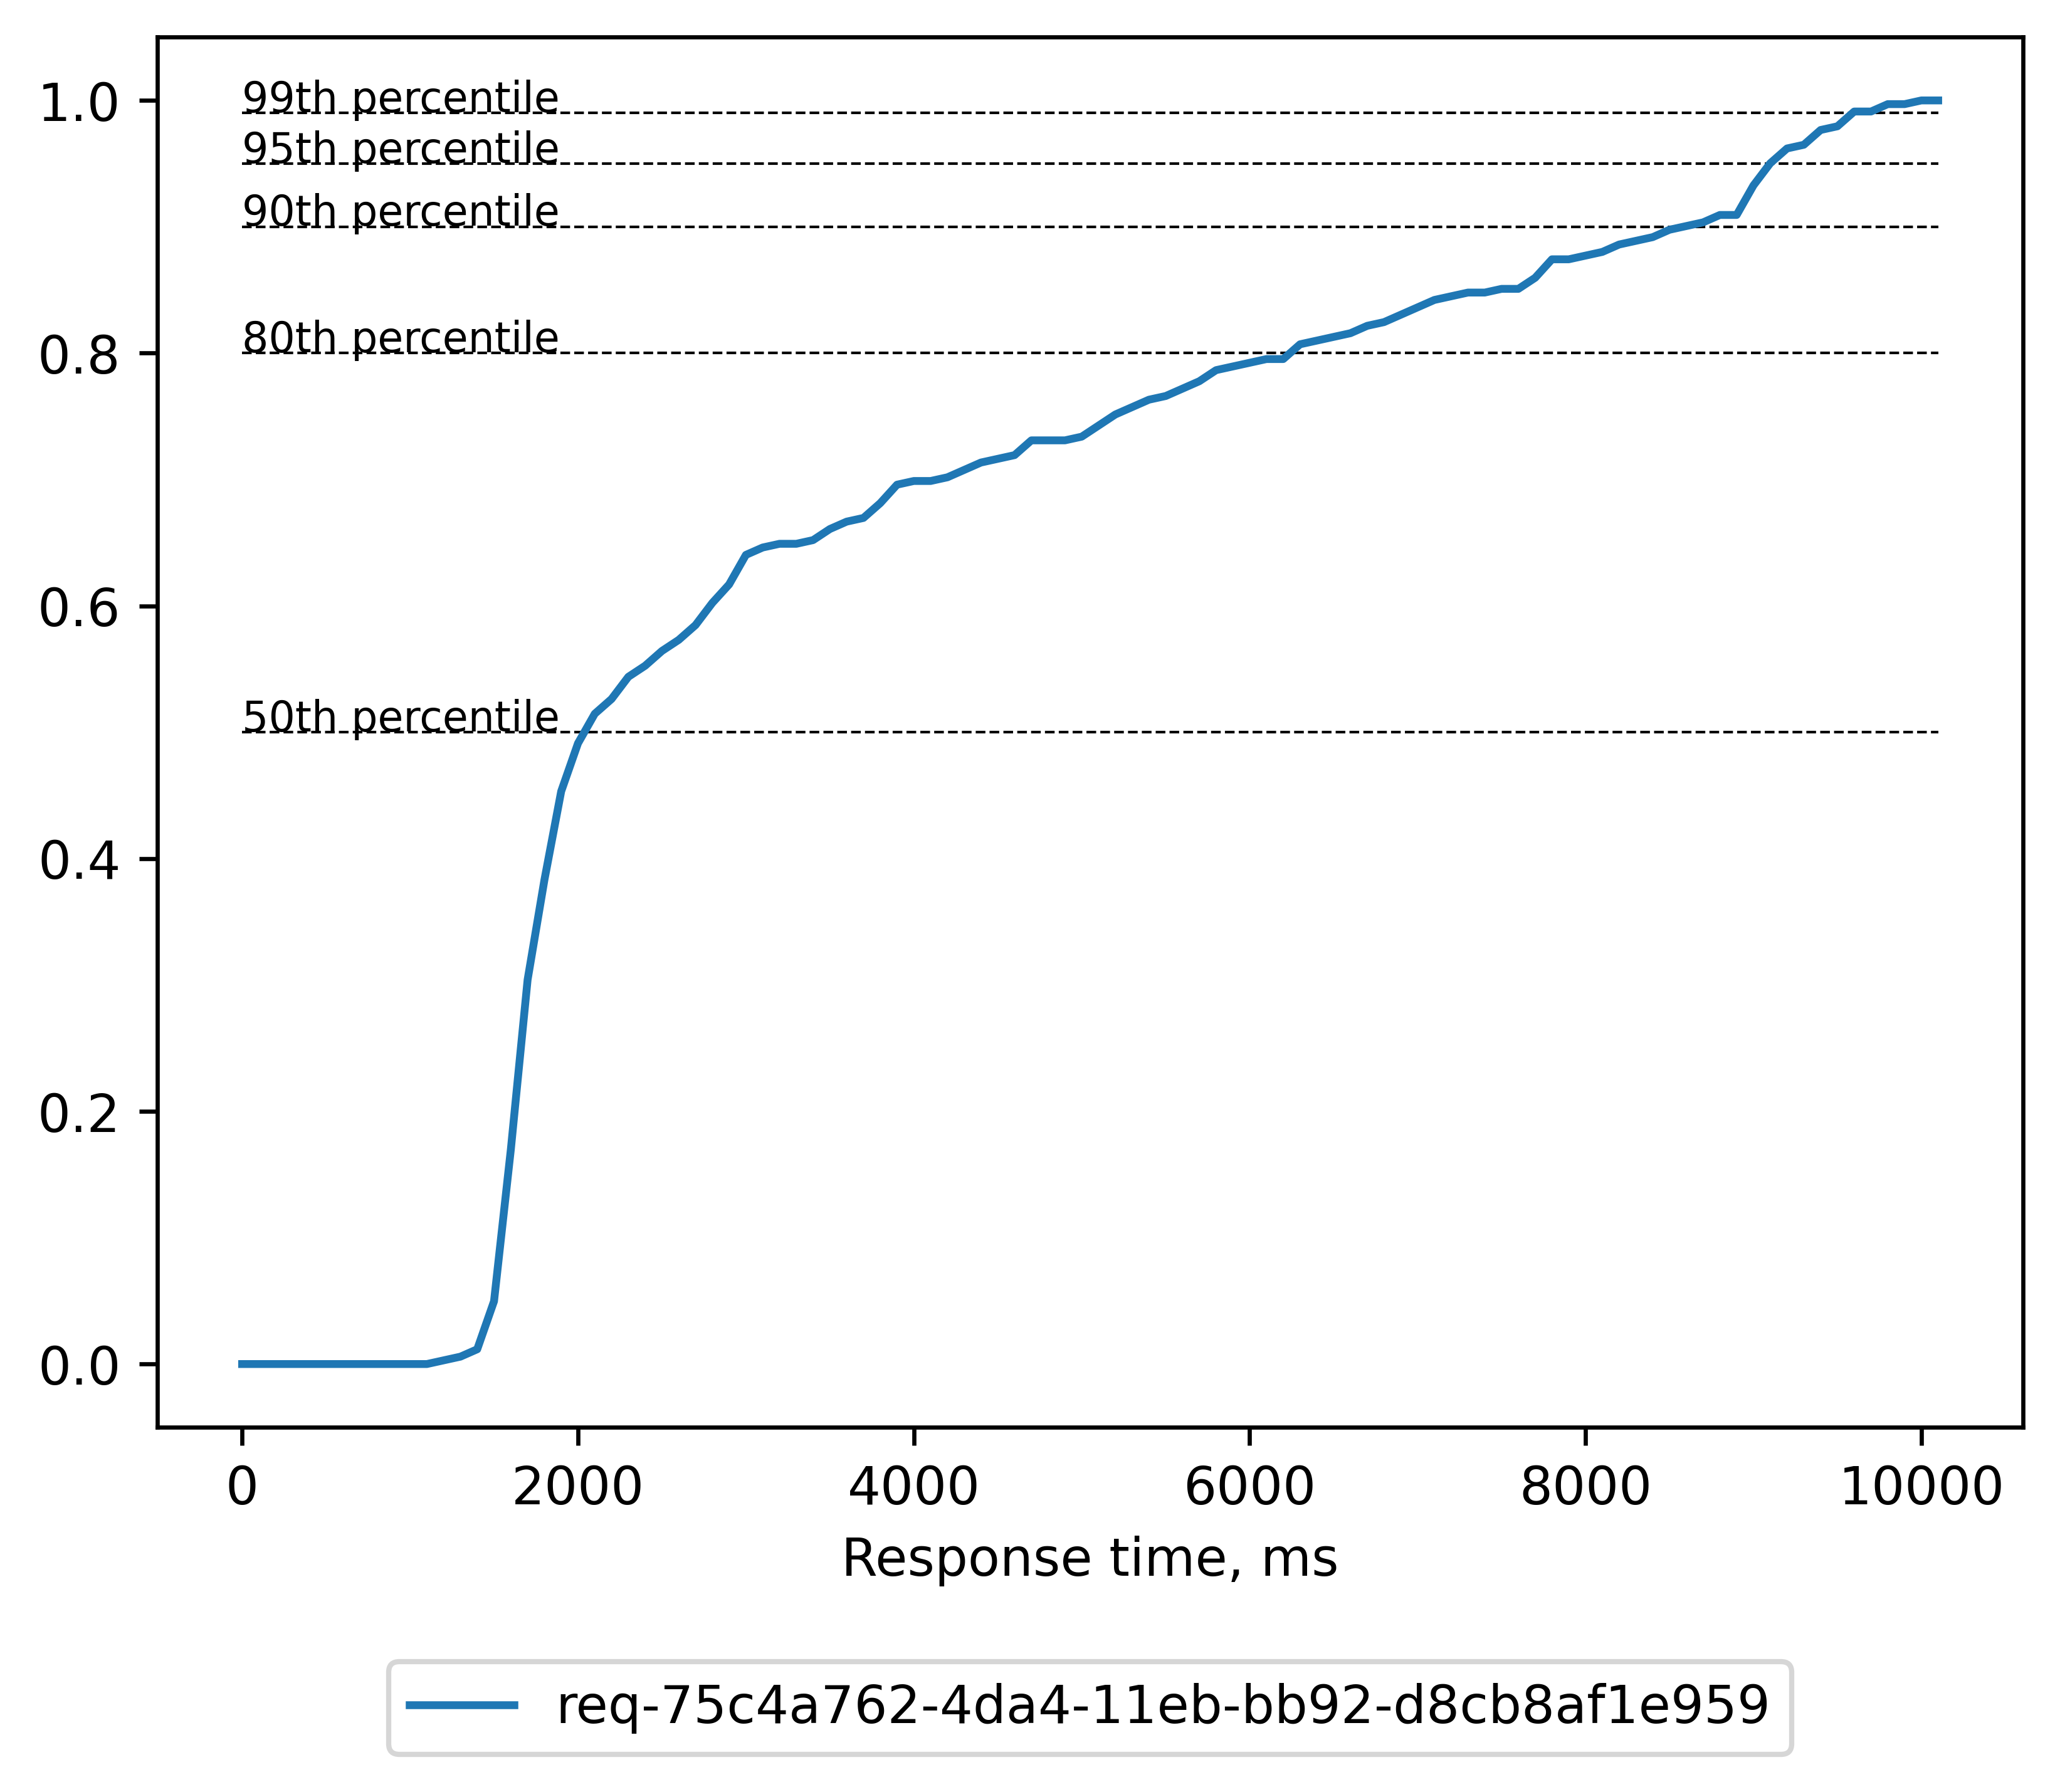 1.0
99th percentile
95th percentile
90th percentile
0.8
80th percentile
0.6
50th percentile
0.4
0.2
0.0
0 2000 4000 6000 8000 10000
Response time, ms
req-75c4a762-4da4-11eb-bb92-d8cb8af1e959